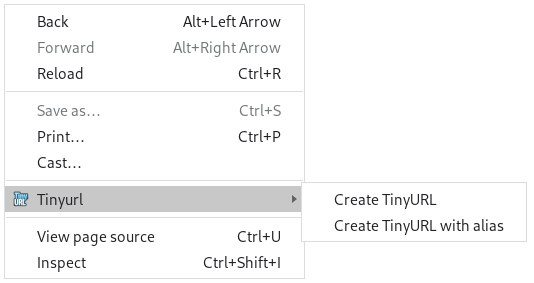 Back Alt+Left Arrow
Forward Alt+Right Arrow
Reload Ctrl+R
Save as... Ctrl+S
Print... Ctrl+P
Cast...
Tiny URL Tinyurl
Create TinyURL
Create TinyURL with alias
View page source Ctrl+U
Inspect Ctrl+Shift+I